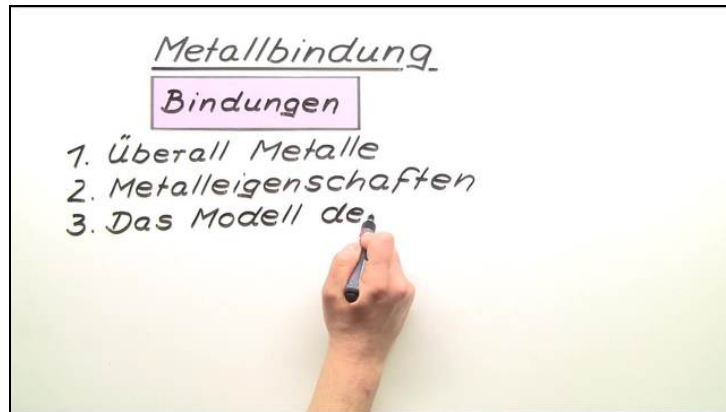 Metallbindung
Bindungen
1. Überall Metalle
2. Metalleigenschaften
3. Das Modell de